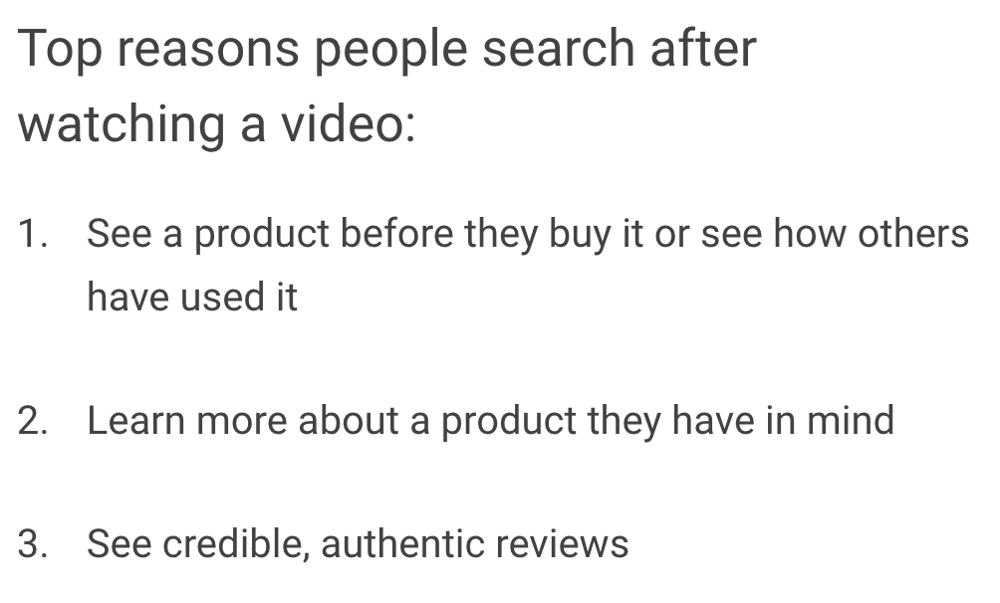 Top reasons people search after
watching a video:
1. See a product before they buy it or see how others
have used it
2. Learn more about a product they have in mind
3. See credible, authentic reviews